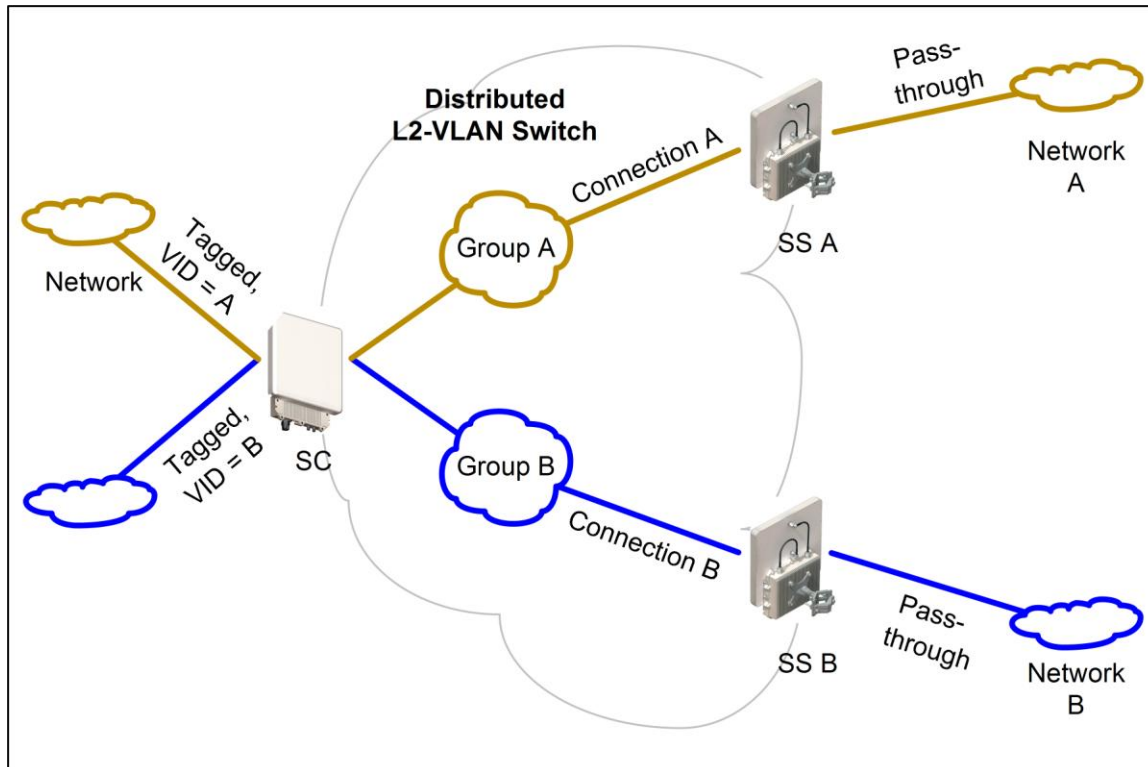 Distributed
L2-VLAN Switch
Pass-
through
Network
A
Connection A
SS A
Group A
Tagged,
VID = A
Network
SC
Tagged,
VID = B
Group B
Connection B
SS B
Pass-
through
Network
B